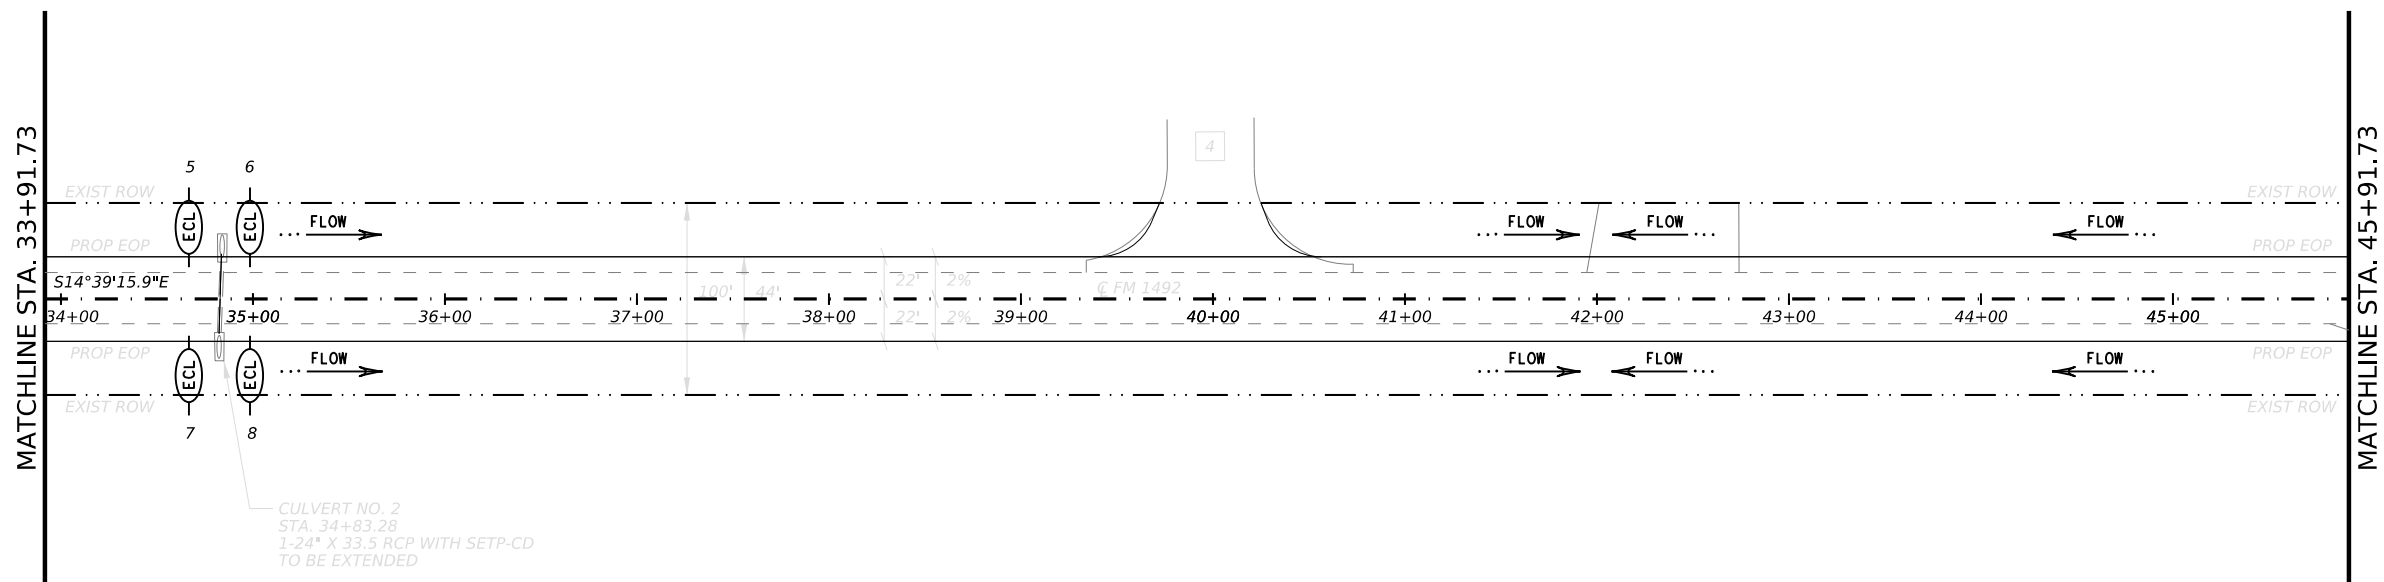 MATCHLINE STA. 33+91.73
5 6
EXIST ROW EXIST ROW
ECL ECL FLOW FLOW FLOW FLOW
4
PROP EOP PROP EOP
S14°39'15.9"E
100' 44' 22' 2% ℄ FM 1492
34+00 35+00 36+00 37+00 38+00 22' 2% 39+00 40+00 41+00 42+00 43+00 44+00 45+00
PROP EOP PROP EOP
ECL ECL FLOW FLOW FLOW FLOW
EXIST ROW EXIST ROW
7 8
CULVERT NO. 2
STA. 34+83.28
1-24" X 33.5 RCP WITH SETP-CD
TO BE EXTENDED
MATCHLINE STA. 45+91.73